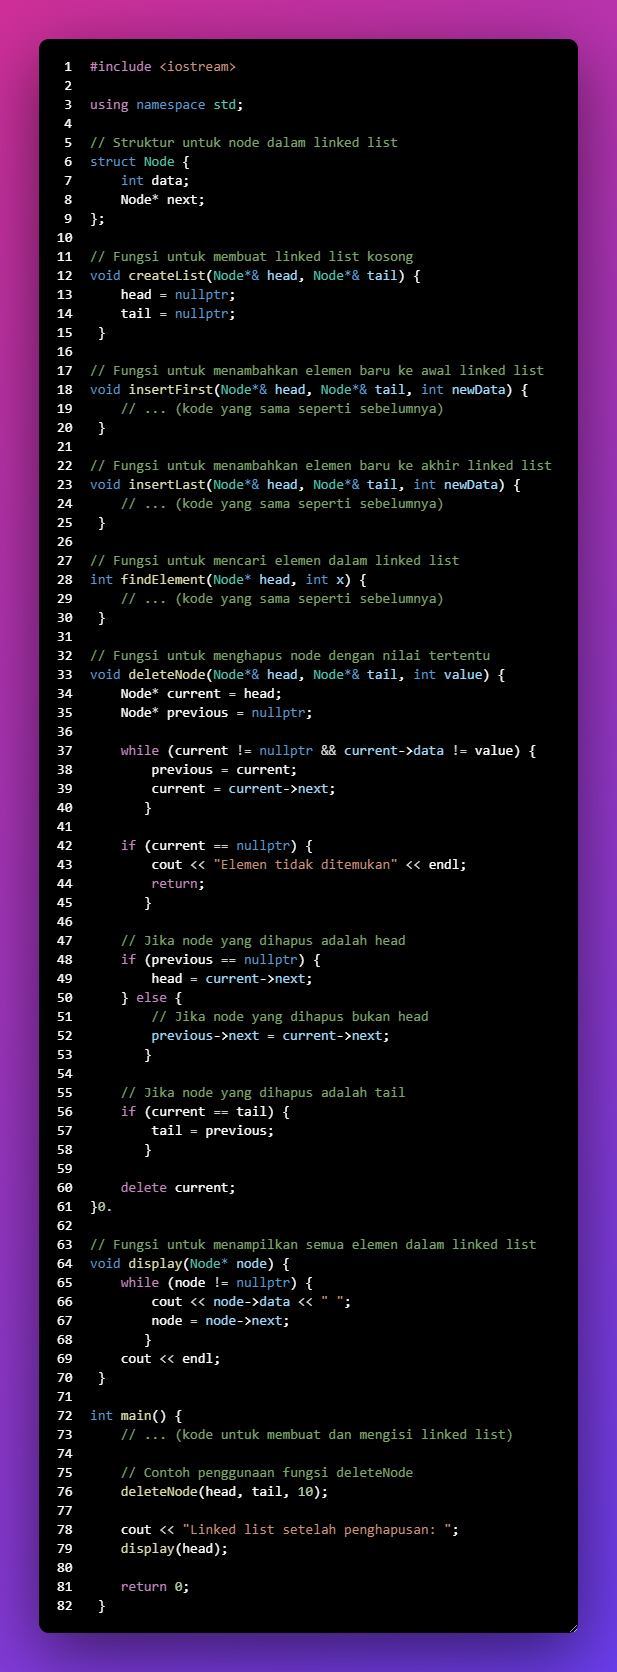 1 #include <iostream>
2
3 using namespace std;
4
5 // Struktur untuk node dalam linked list
6 struct Node {
7     int data;
8     Node* next;
9 };
10
11 // Fungsi untuk membuat linked list kosong
12 void createList(Node*& head, Node*& tail) {
13     head = nullptr;
14     tail = nullptr;
15  }
16
17 // Fungsi untuk menambahkan elemen baru ke awal linked list
18 void insertFirst(Node*& head, Node*& tail, int newData) {
19     // ... (kode yang sama seperti sebelumnya)
20  }
21
22 // Fungsi untuk menambahkan elemen baru ke akhir linked list
23 void insertLast(Node*& head, Node*& tail, int newData) {
24     // ... (kode yang sama seperti sebelumnya)
25  }
26
27 // Fungsi untuk mencari elemen dalam linked list
28 int findElement(Node* head, int x) {
29     // ... (kode yang sama seperti sebelumnya)
30  }
31
32 // Fungsi untuk menghapus node dengan nilai tertentu
33 void deleteNode(Node*& head, Node*& tail, int value) {
34     Node* current = head;
35     Node* previous = nullptr;
36
37     while (current != nullptr && current->data != value) {
38         previous = current;
39         current = current->next;
40        }
41
42     if (current == nullptr) {
43         cout << "Elemen tidak ditemukan" << endl;
44         return;
45        }
46
47     // Jika node yang dihapus adalah head
48     if (previous == nullptr) {
49         head = current->next;
50     } else {
51         // Jika node yang dihapus bukan head
52         previous->next = current->next;
53        }
54
55     // Jika node yang dihapus adalah tail
56     if (current == tail) {
57         tail = previous;
58        }
59
60     delete current;
61 }0.
62
63 // Fungsi untuk menampilkan semua elemen dalam linked list
64 void display(Node* node) {
65     while (node != nullptr) {
66         cout << node->data << " ";
67         node = node->next;
68        }
69     cout << endl;
70  }
71
72 int main() {
73     // ... (kode untuk membuat dan mengisi linked list)
74
75     // Contoh penggunaan fungsi deleteNode
76     deleteNode(head, tail, 10);
77
78     cout << "Linked list setelah penghapusan: ";
79     display(head);
80
81     return 0;
82  }